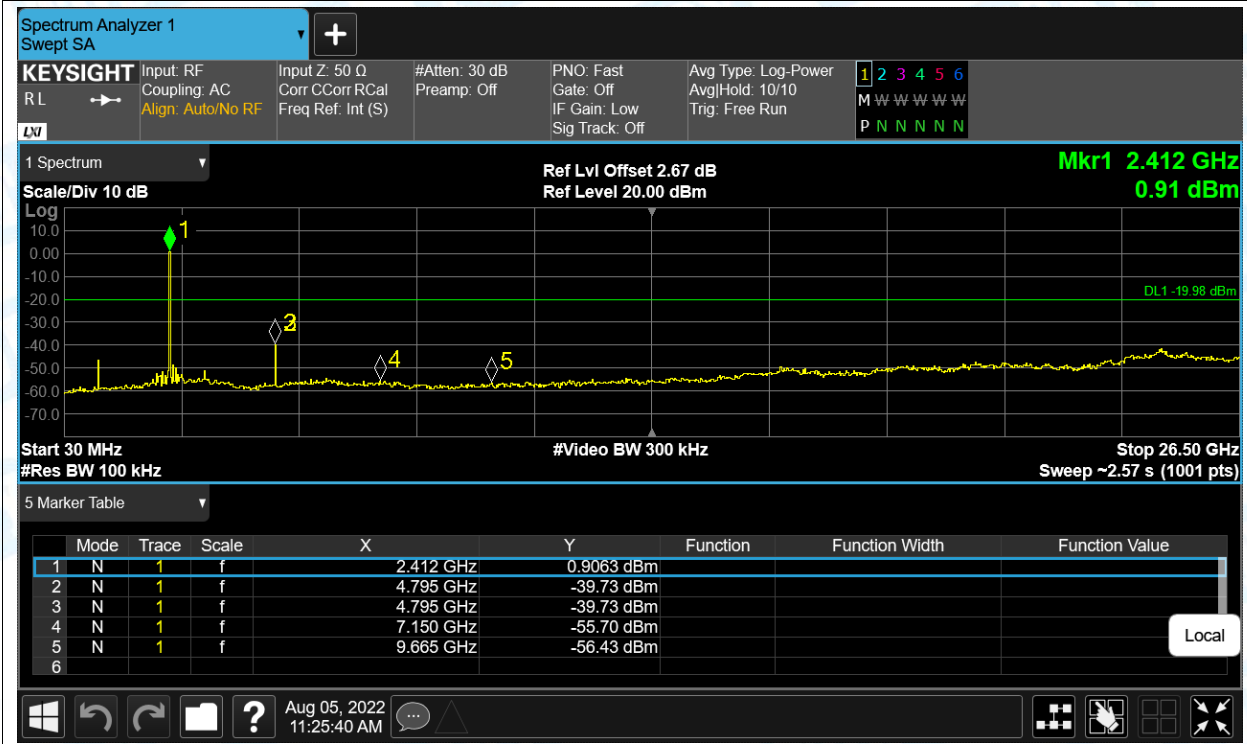 Spectrum Analyzer 1
Swept SA
+
KEYSIGHT
R L
LXI
Input: RF
Coupling: AC
Align: Auto/No RF
Input Z: 50 Ω
Corr CCorr RCal
Freq Ref: Int (S)
#Atten: 30 dB
Preamp: Off
PNO: Fast
Gate: Off
IF Gain: Low
Sig Track: Off
Avg Type: Log-Power
Avg|Hold: 10/10
Trig: Free Run
1 2 3 4 5 6
M W W W W W
P N N N N N
1 Spectrum
Scale/Div 10 dB
Ref Lvl Offset 2.67 dB
Ref Level 20.00 dBm
Mkr1 2.412 GHz
0.91 dBm
Log
10.0
0.00
-10.0
-20.0
-30.0
-40.0
-50.0
-60.0
-70.0
1
3
4
5
DL1 -19.98 dBm
Start 30 MHz
#Res BW 100 kHz
#Video BW 300 kHz
Stop 26.50 GHz
Sweep ~2.57 s (1001 pts)
5 Marker Table
Mode Trace Scale X Y Function Function Width Function Value
1 N 1 f 2.412 GHz 0.9063 dBm
2 N 1 f 4.795 GHz -39.73 dBm
3 N 1 f 4.795 GHz -39.73 dBm
4 N 1 f 7.150 GHz -55.70 dBm
5 N 1 f 9.665 GHz -56.43 dBm
6
Local
?
Aug 05, 2022
11:25:40 AM